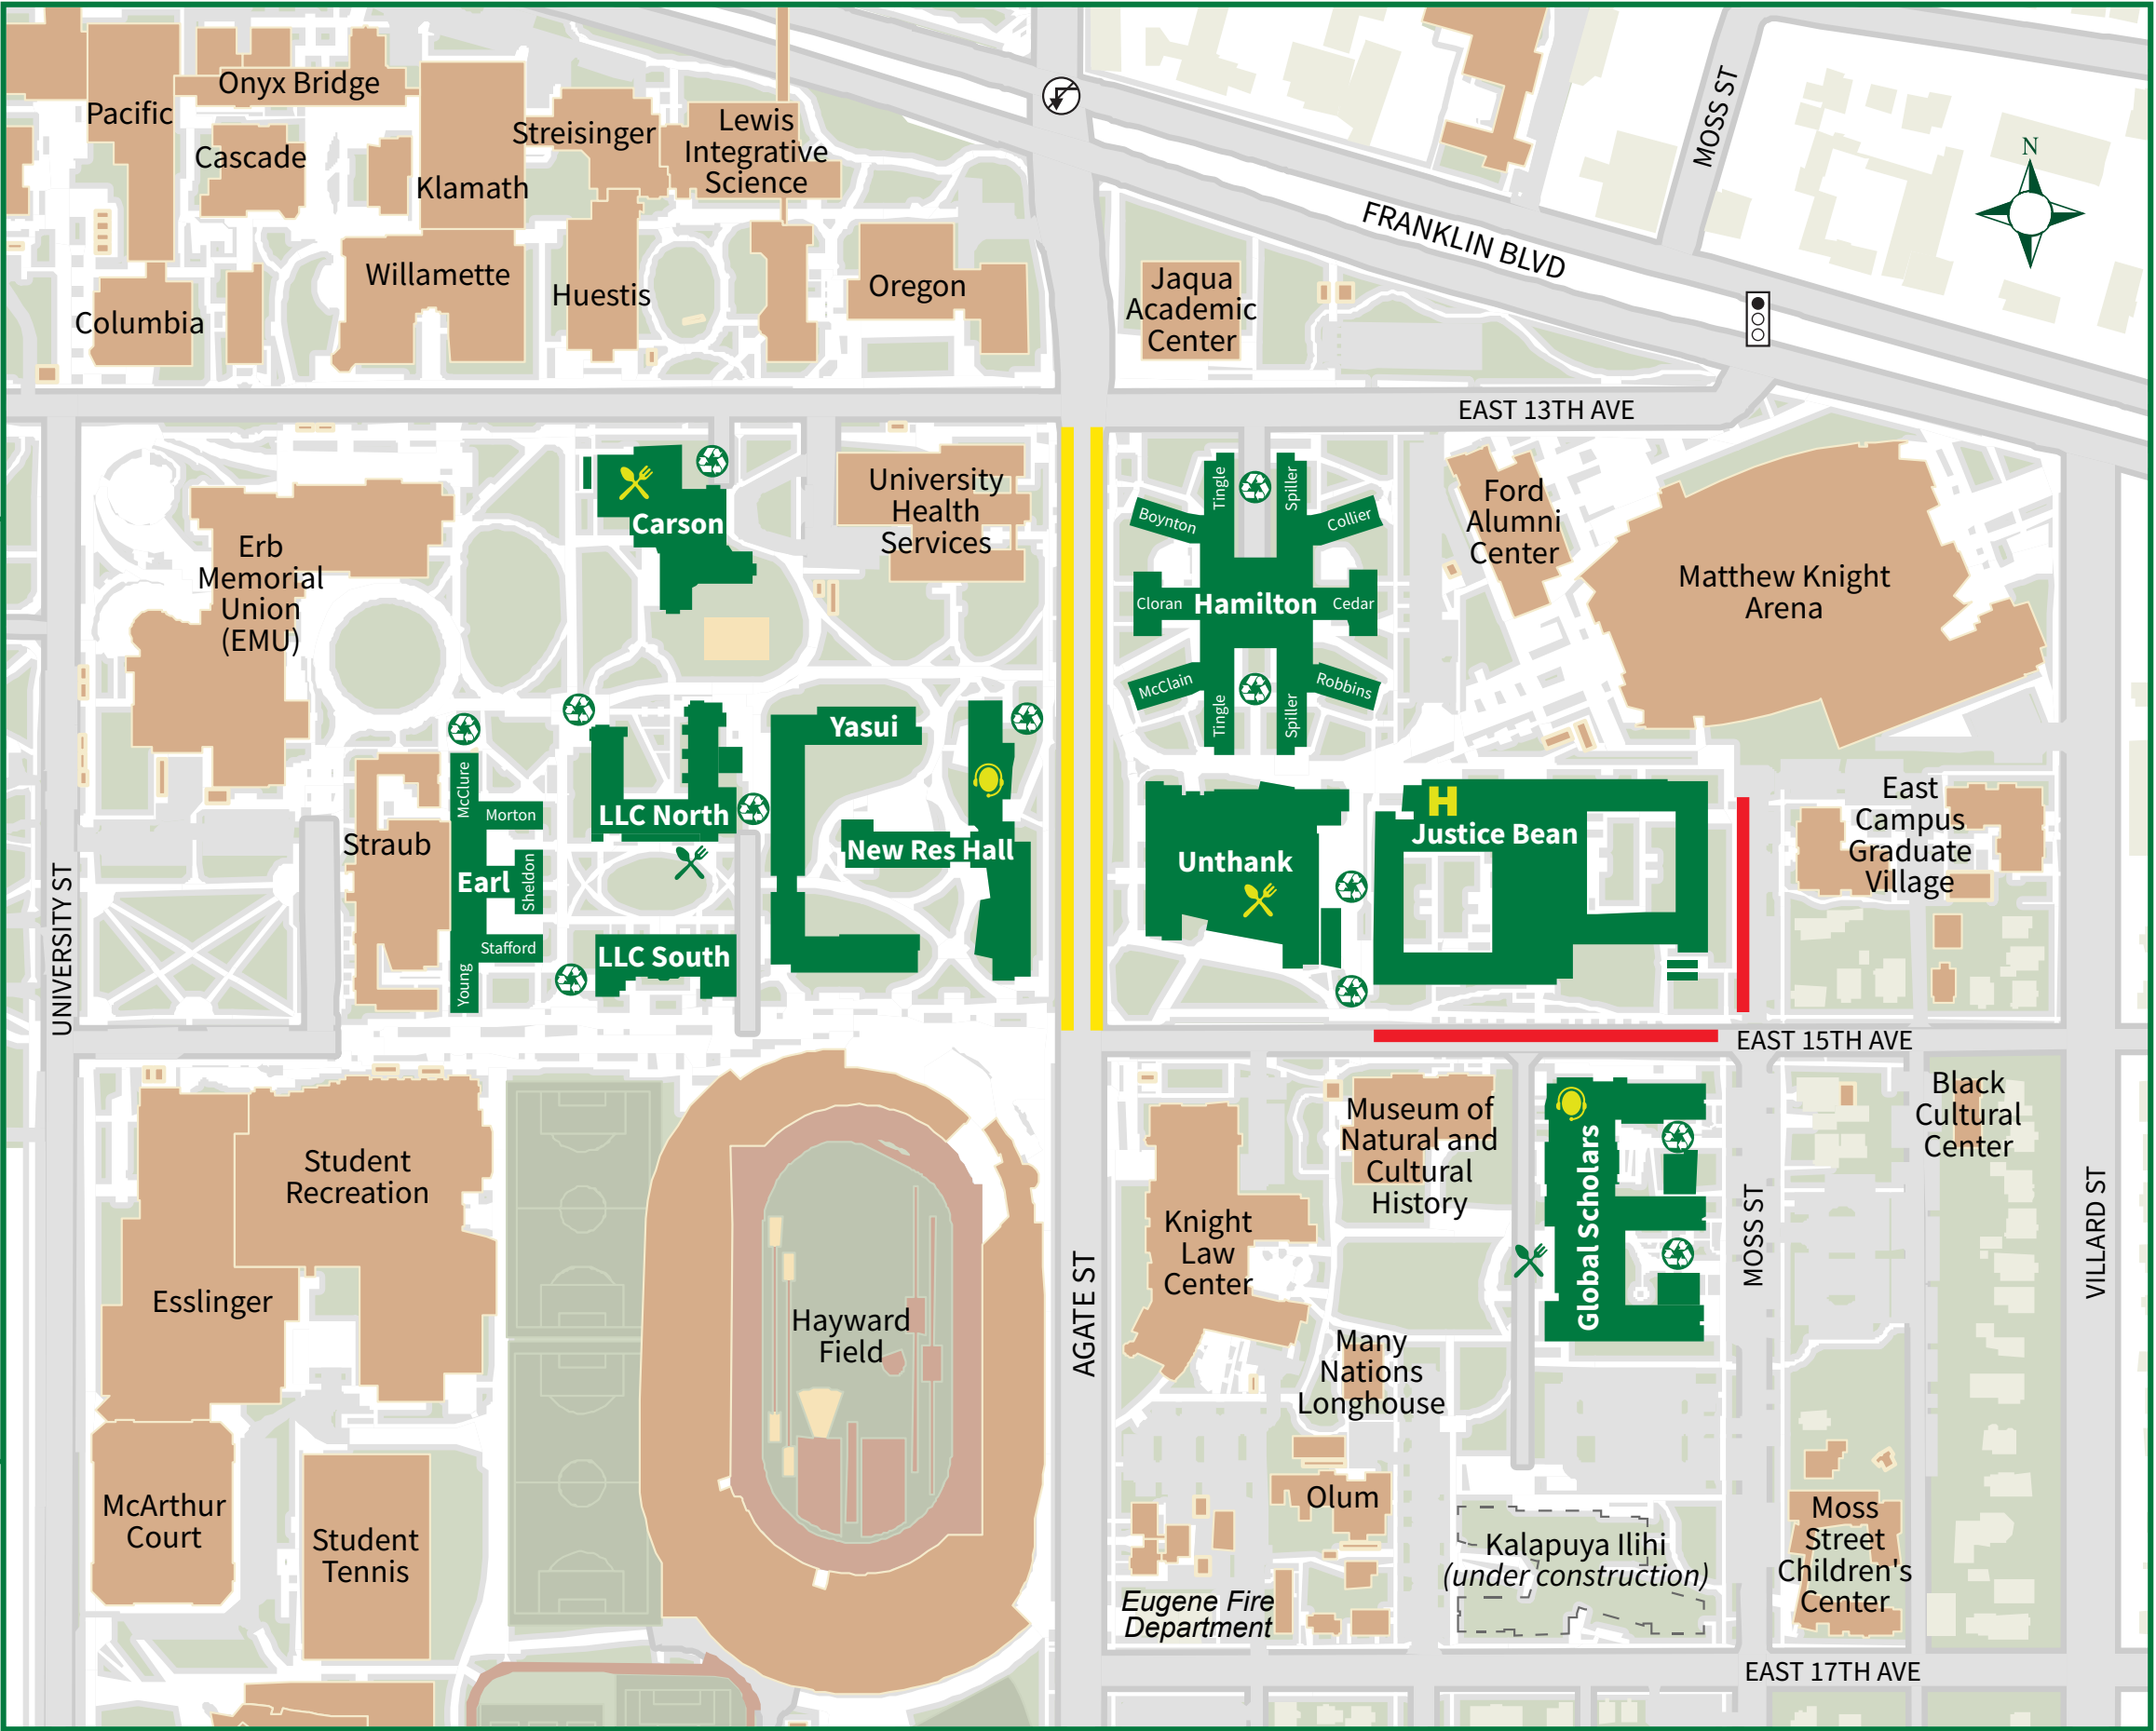 Onyx Bridge
Pacific
Cascade
Klamath
Streisinger
Lewis
Integrative
Science
MOSS ST
N
FRANKLIN BLVD
Columbia
Willamette
Huestis
Oregon
Jaqua
Academic
Center
EAST 13TH AVE
Erb
Memorial
Union
(EMU)
Carson
University
Health
Services
Tingle
Spiller
Boynton
Collier
Cloran
Hamilton
Cedar
McClain
Robbins
Tingle
Spiller
Ford
Alumni
Center
Matthew Knight
Arena
Straub
McClure
Morton
Earl
Sheldon
Stafford
Young
LLC North
LLC South
Yasui
New Res Hall
Unthank
H
Justice Bean
East
Campus
Graduate
Village
UNIVERSITY ST
EAST 15TH AVE
Student
Recreation
Esslinger
McArthur
Court
Student
Tennis
Hayward
Field
AGATE ST
Knight
Law
Center
Museum of
Natural and
Cultural
History
Global Scholars
MOSS ST
Black
Cultural
Center
VILLARD ST
Many
Nations
Longhouse
Olum
Eugene Fire
Department
Kalapuya Ilihi
(under construction)
Moss
Street
Children's
Center
EAST 17TH AVE